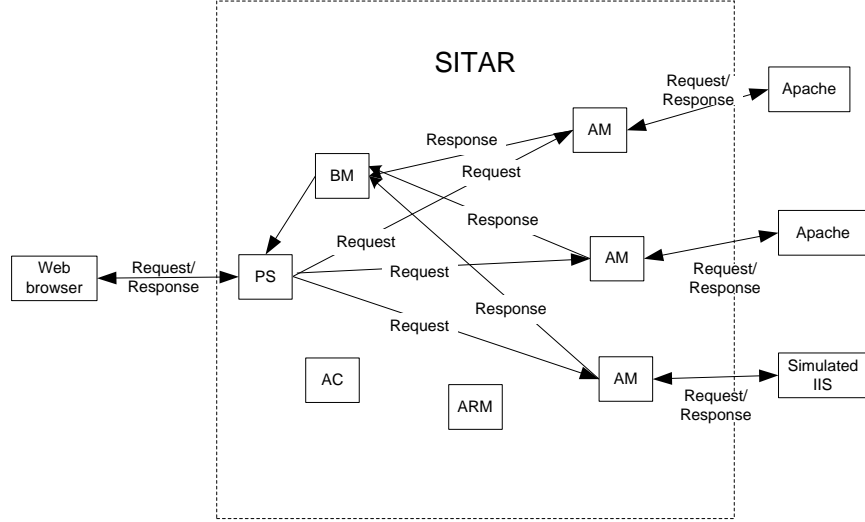 SITAR
Request/
Response
Apache
AM
Response
BM
Request
Response
Request
Apache
AM
Web
browser
Request/
Response
PS
Request
Request/
Response
Response
Request
Simulated
IIS
AM
AC
ARM
Request/
Response